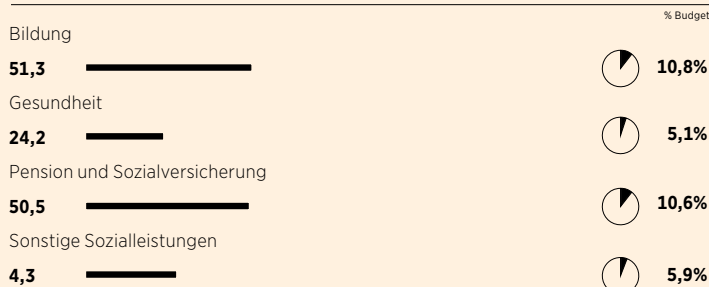 % Budget
Bildung
51,3 10,8%
Gesundheit
24,2 5,1%
Pension und Sozialversicherung
50,5 10,6%
Sonstige Sozialleistungen
4,3 5,9%